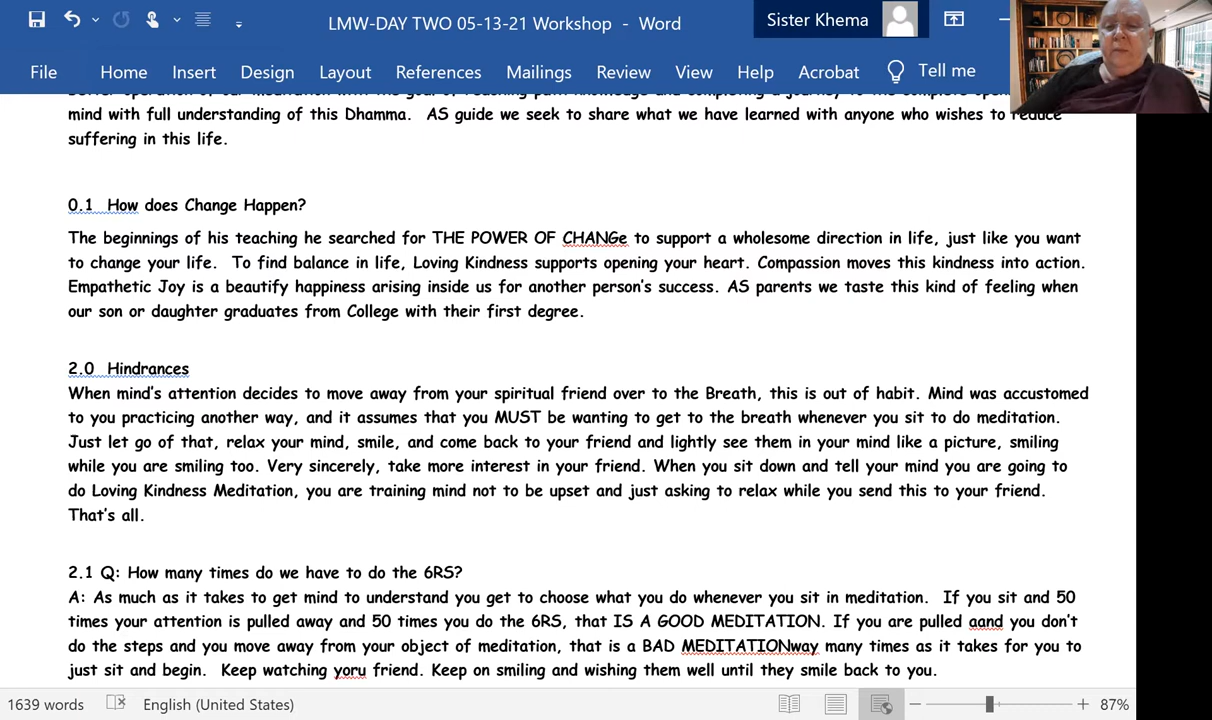 LMW-DAY TWO 05-13-21 Workshop - Word
Sister Khema
File Home Insert Design Layout References Mailings Review View Help Acrobat Tell me
mind with full understanding of this Dhamma. AS guide we seek to share what we have learned with anyone who wishes to reduce
suffering in this life.
0.1 How does Change Happen?
The beginnings of his teaching he searched for THE POWER OF CHANGe to support a wholesome direction in life, just like you want
to change your life. To find balance in life, Loving Kindness supports opening your heart. Compassion moves this kindness into action.
Empathetic Joy is a beautify happiness arising inside us for another person's success. AS parents we taste this kind of feeling when
our son or daughter graduates from College with their first degree.
2.0 Hindrances
When mind's attention decides to move away from your spiritual friend over to the Breath, this is out of habit. Mind was accustomed
to you practicing another way, and it assumes that you MUST be wanting to get to the breath whenever you sit to do meditation.
Just let go of that, relax your mind, smile, and come back to your friend and lightly see them in your mind like a picture, smiling
while you are smiling too. Very sincerely, take more interest in your friend. When you sit down and tell your mind you are going to
do Loving Kindness Meditation, you are training mind not to be upset and just asking to relax while you send this to your friend.
That's all.
2.1 Q: How many times do we have to do the 6RS?
A: As much as it takes to get mind to understand you get to choose what you do whenever you sit in meditation. If you sit and 50
times your attention is pulled away and 50 times you do the 6RS, that IS A GOOD MEDITATION. If you are pulled aand you don't
do the steps and you move away from your object of meditation, that is a BAD MEDITATIONway many times as it takes for you to
just sit and begin. Keep watching yoru friend. Keep on smiling and wishing them well until they smile back to you.
1639 words English (United States) 87%